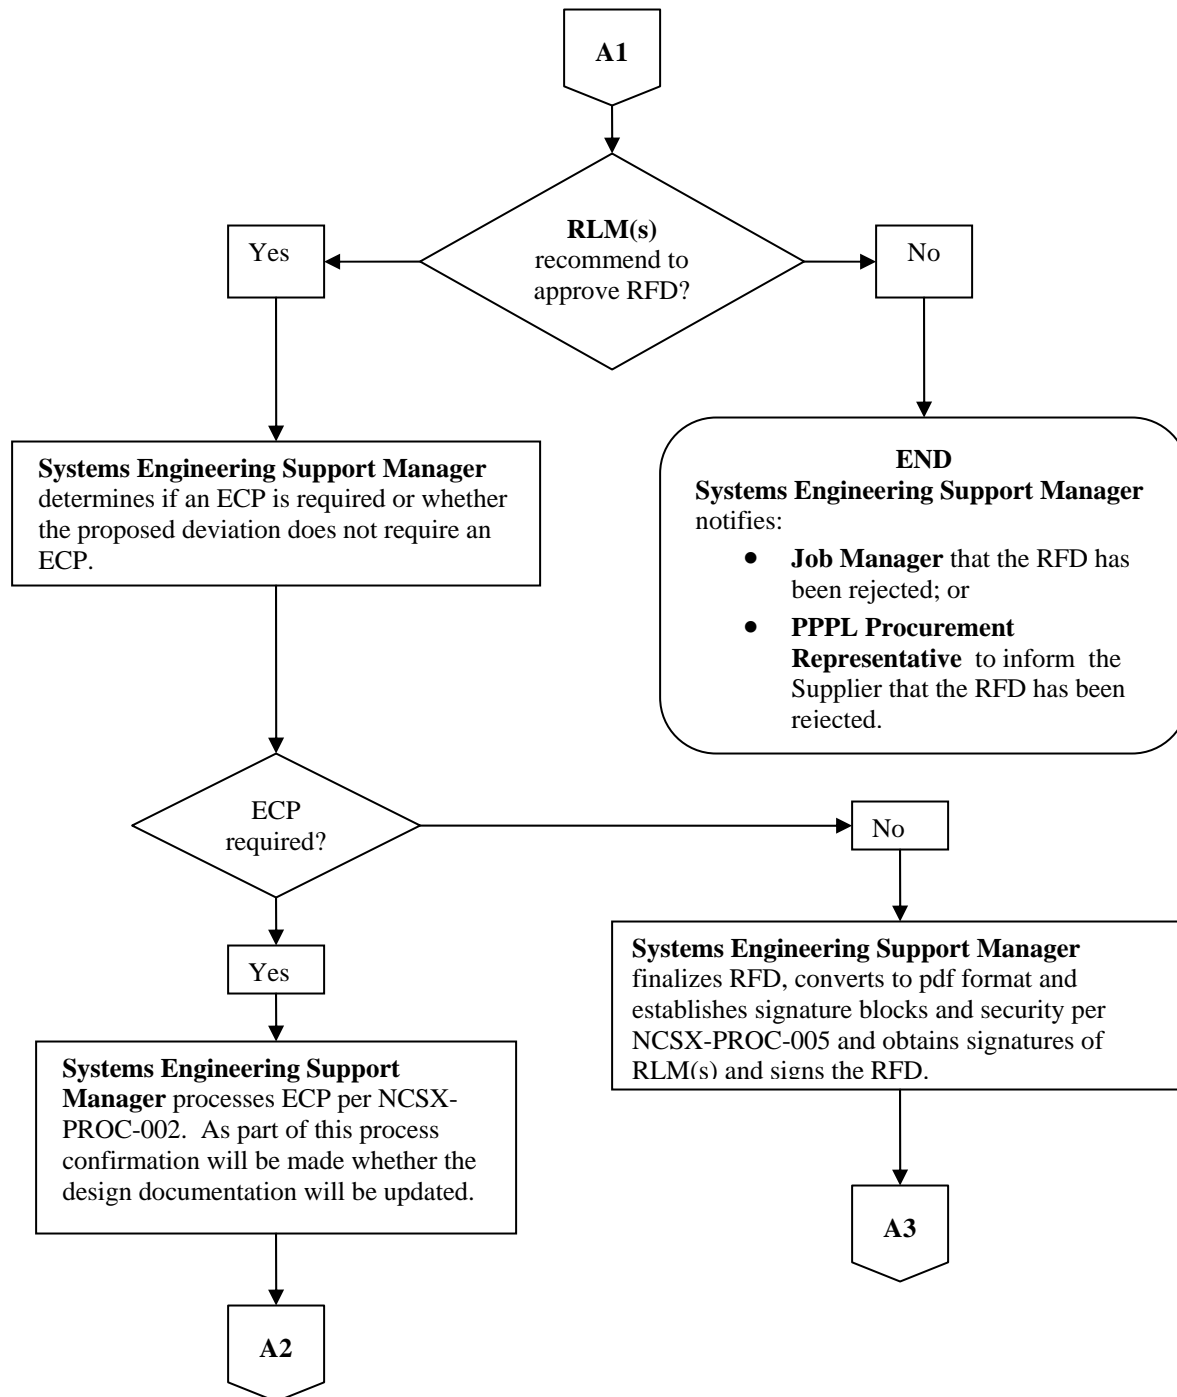 A1
RLM(s)
recommend to
approve RFD?
Yes
No
Systems Engineering Support Manager
determines if an ECP is required or whether
the proposed deviation does not require an
ECP.
END
Systems Engineering Support Manager
notifies:
● Job Manager that the RFD has
been rejected; or
● PPPL Procurement
Representative to inform the
Supplier that the RFD has been
rejected.
ECP
required?
No
Yes
Systems Engineering Support Manager
finalizes RFD, converts to pdf format and
establishes signature blocks and security per
NCSX-PROC-005 and obtains signatures of
RLM(s) and signs the RFD.
Systems Engineering Support
Manager processes ECP per NCSX-
PROC-002. As part of this process
confirmation will be made whether the
design documentation will be updated.
A3
A2